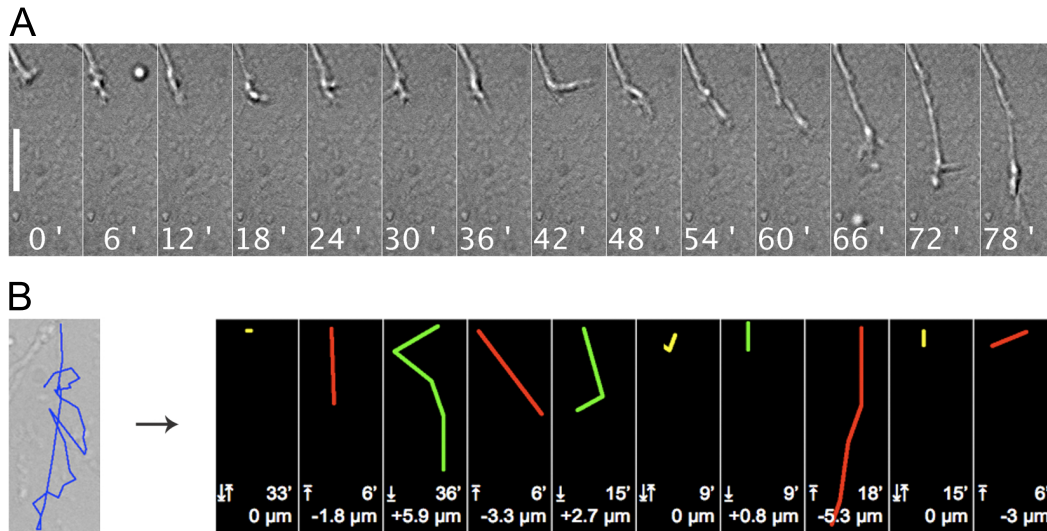 A
0' 6' 12' 18' 24' 30' 36' 42' 48' 54' 60' 66' 72' 78'
B
33' 6' 36' 6' 15' 9' 9' 18' 15' 6'
0 µm -1.8 µm +5.9 µm -3.3 µm +2.7 µm 0 µm +0.8 µm -5.3 µm 0 µm -3 µm